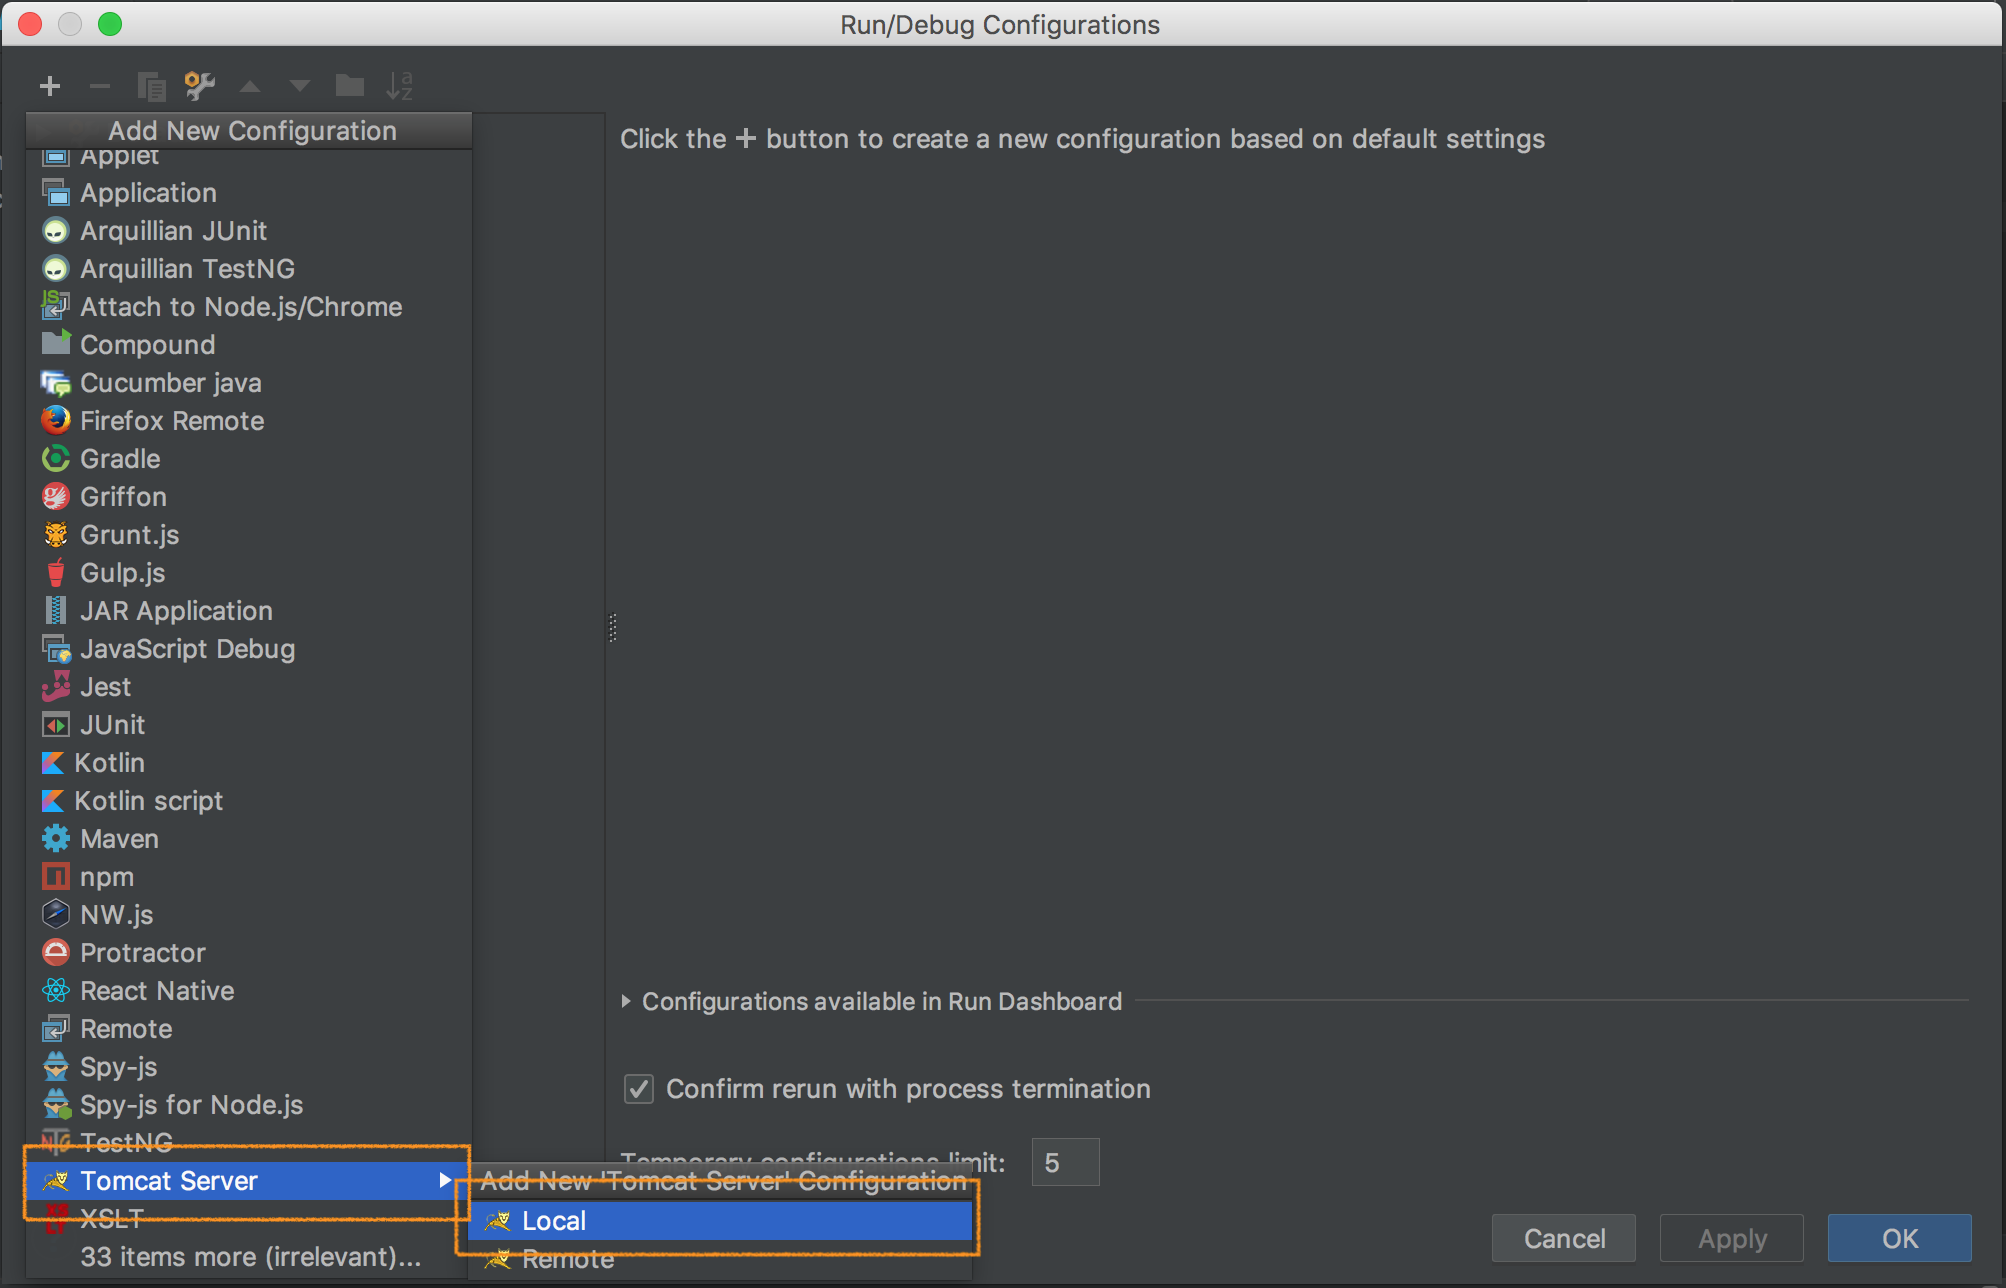 Run/Debug Configurations
Add New Configuration
Click the + button to create a new configuration based on default settings
Applet
Application
Arquillian JUnit
Arquillian TestNG
Attach to Node.js/Chrome
Compound
Cucumber java
Firefox Remote
Gradle
Griffon
Grunt.js
Gulp.js
JAR Application
JavaScript Debug
Jest
JUnit
Kotlin
Kotlin script
Maven
npm
NW.js
Protractor
React Native
Remote
Spy-js
Spy-js for Node.js
TestNG
Tomcat Server
XSLT
33 items more (irrelevant)...
Configurations available in Run Dashboard
Confirm rerun with process termination
Temporary configurations limit: 5
Add New 'Tomcat Server' Configuration
Local
Remote
Cancel
Apply
OK